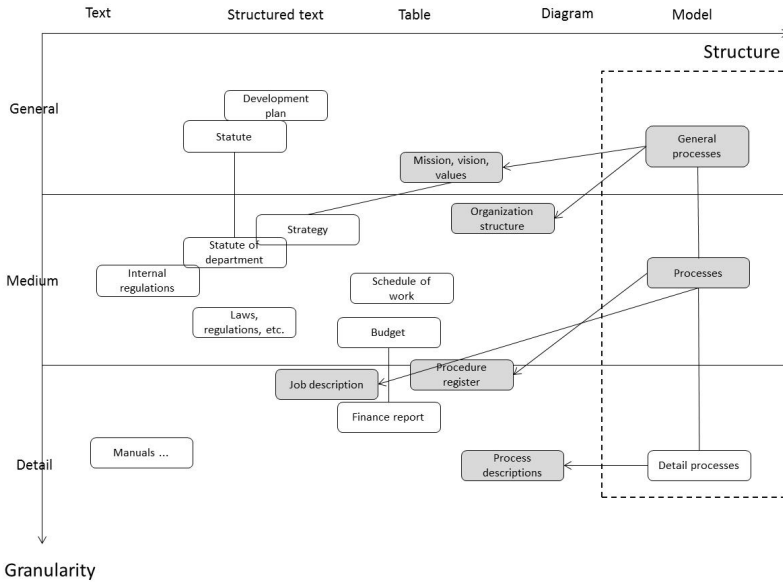 Text
Structured text
Table
Diagram
Model
Structure
General
Development
plan
Statute
Mission, vision,
values
General
processes
Organization
structure
Strategy
Statute of
department
Medium
Internal
regulations
Schedule of
work
Processes
Laws,
regulations, etc.
Budget
Job description
Procedure
register
Finance report
Detail
Manuals ...
Process
descriptions
Detail processes
Granularity